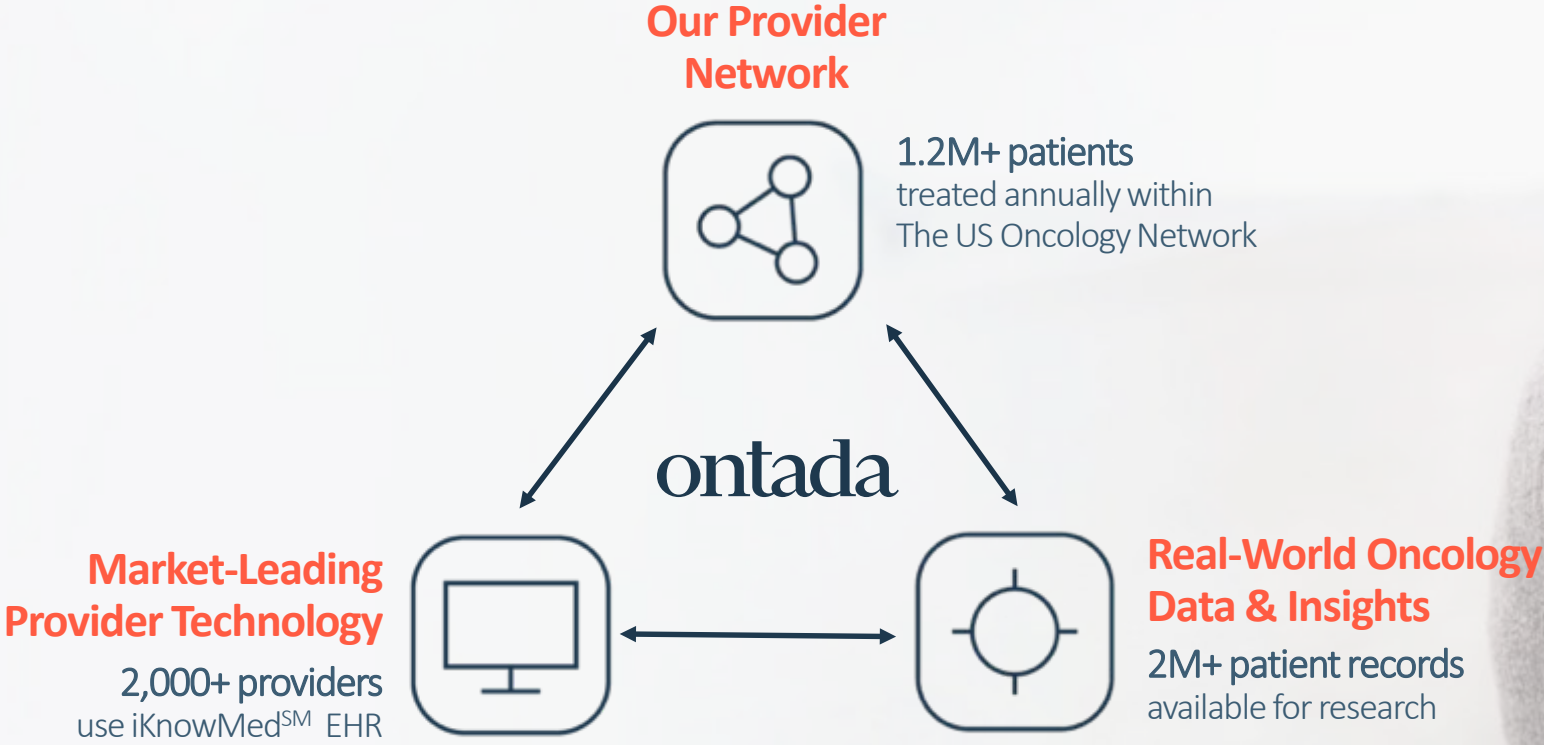 Our Provider
Network
1.2M+ patients
treated annually within
The US Oncology Network
ontada
Market-Leading
Provider Technology
2,000+ providers
use iKnowMedSM EHR
Real-World Oncology
Data & Insights
2M+ patient records
available for research